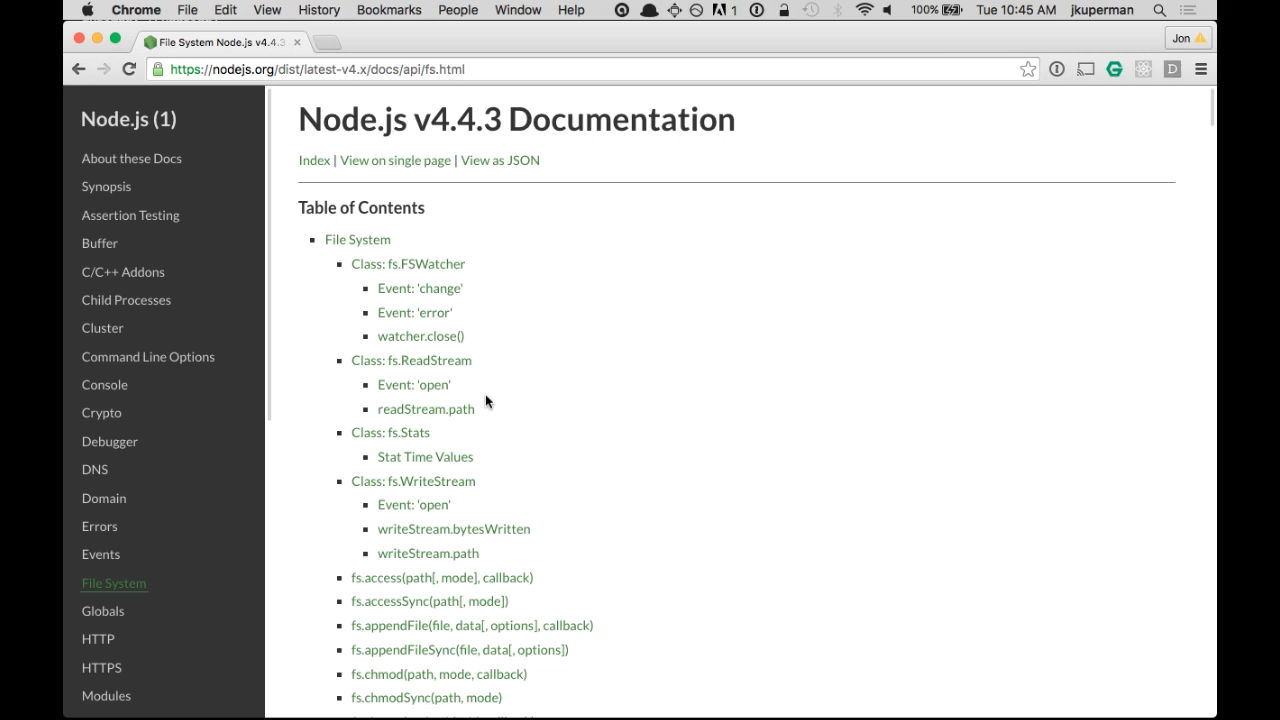 Chrome File Edit View History Bookmarks People Window Help 1 100% Tue 10:45 AM jkuperman
File System Node.js v4.4.3 Jon
https://nodejs.org/dist/latest-v4.x/docs/api/fs.html D
Node.js (1)
About these Docs
Synopsis
Assertion Testing
Buffer
C/C++ Addons
Child Processes
Cluster
Command Line Options
Console
Crypto
Debugger
DNS
Domain
Errors
Events
File System
Globals
HTTP
HTTPS
Modules
Node.js v4.4.3 Documentation
Index | View on single page | View as JSON
Table of Contents
File System
Class: fs.FSWatcher
Event: 'change'
Event: 'error'
watcher.close()
Class: fs.ReadStream
Event: 'open'
readStream.path
Class: fs.Stats
Stat Time Values
Class: fs.WriteStream
Event: 'open'
writeStream.bytesWritten
writeStream.path
fs.access(path[, mode], callback)
fs.accessSync(path[, mode])
fs.appendFile(file, data[, options], callback)
fs.appendFileSync(file, data[, options])
fs.chmod(path, mode, callback)
fs.chmodSync(path, mode)